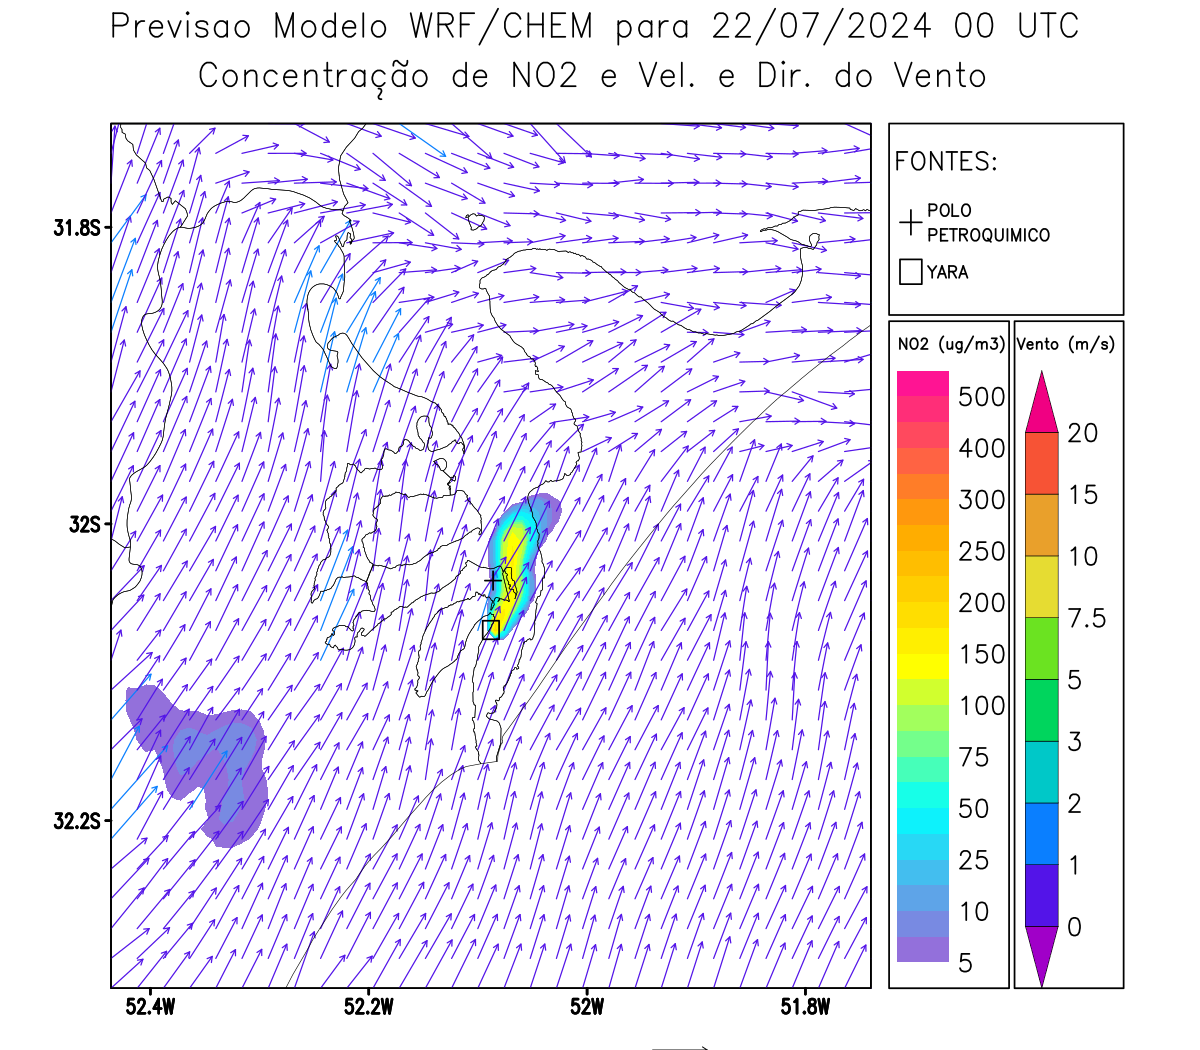 Previsao Modelo WRF/CHEM para 22/07/2024 00 UTC
Concentração de NO2 e Vel. e Dir. do Vento
FONTES:
POLO
PETROQUIMICO
YARA
NO2 (ug/m3)
500
400
300
250
200
150
100
75
50
25
10
5
Vento (m/s)
20
15
10
7.5
5
3
2
1
0
31.8S
32S
32.2S
52.4W
52.2W
52W
51.8W